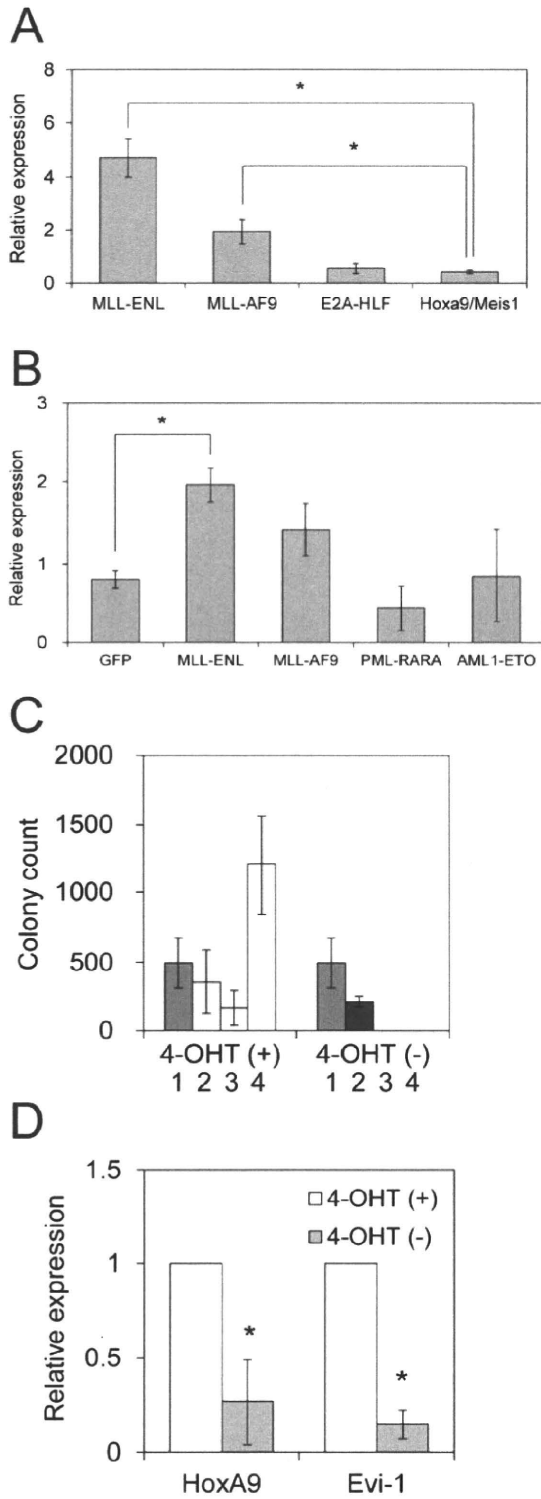 A
Relative expression
8
6
4
2
0
*
*
MLL-ENL MLL-AF9 E2A-HLF Hoxa9/Meis1
B
Relative expression
3
2
1
0
*
GFP MLL-ENL MLL-AF9 PML-RARA AML1-ETO
C
Colony count
2000
1500
1000
500
0
4-OHT (+) 4-OHT (-)
1 2 3 4 1 2 3 4
D
Relative expression
1.5
1
0.5
0
4-OHT (+)
4-OHT (-)
*
*
HoxA9 Evi-1